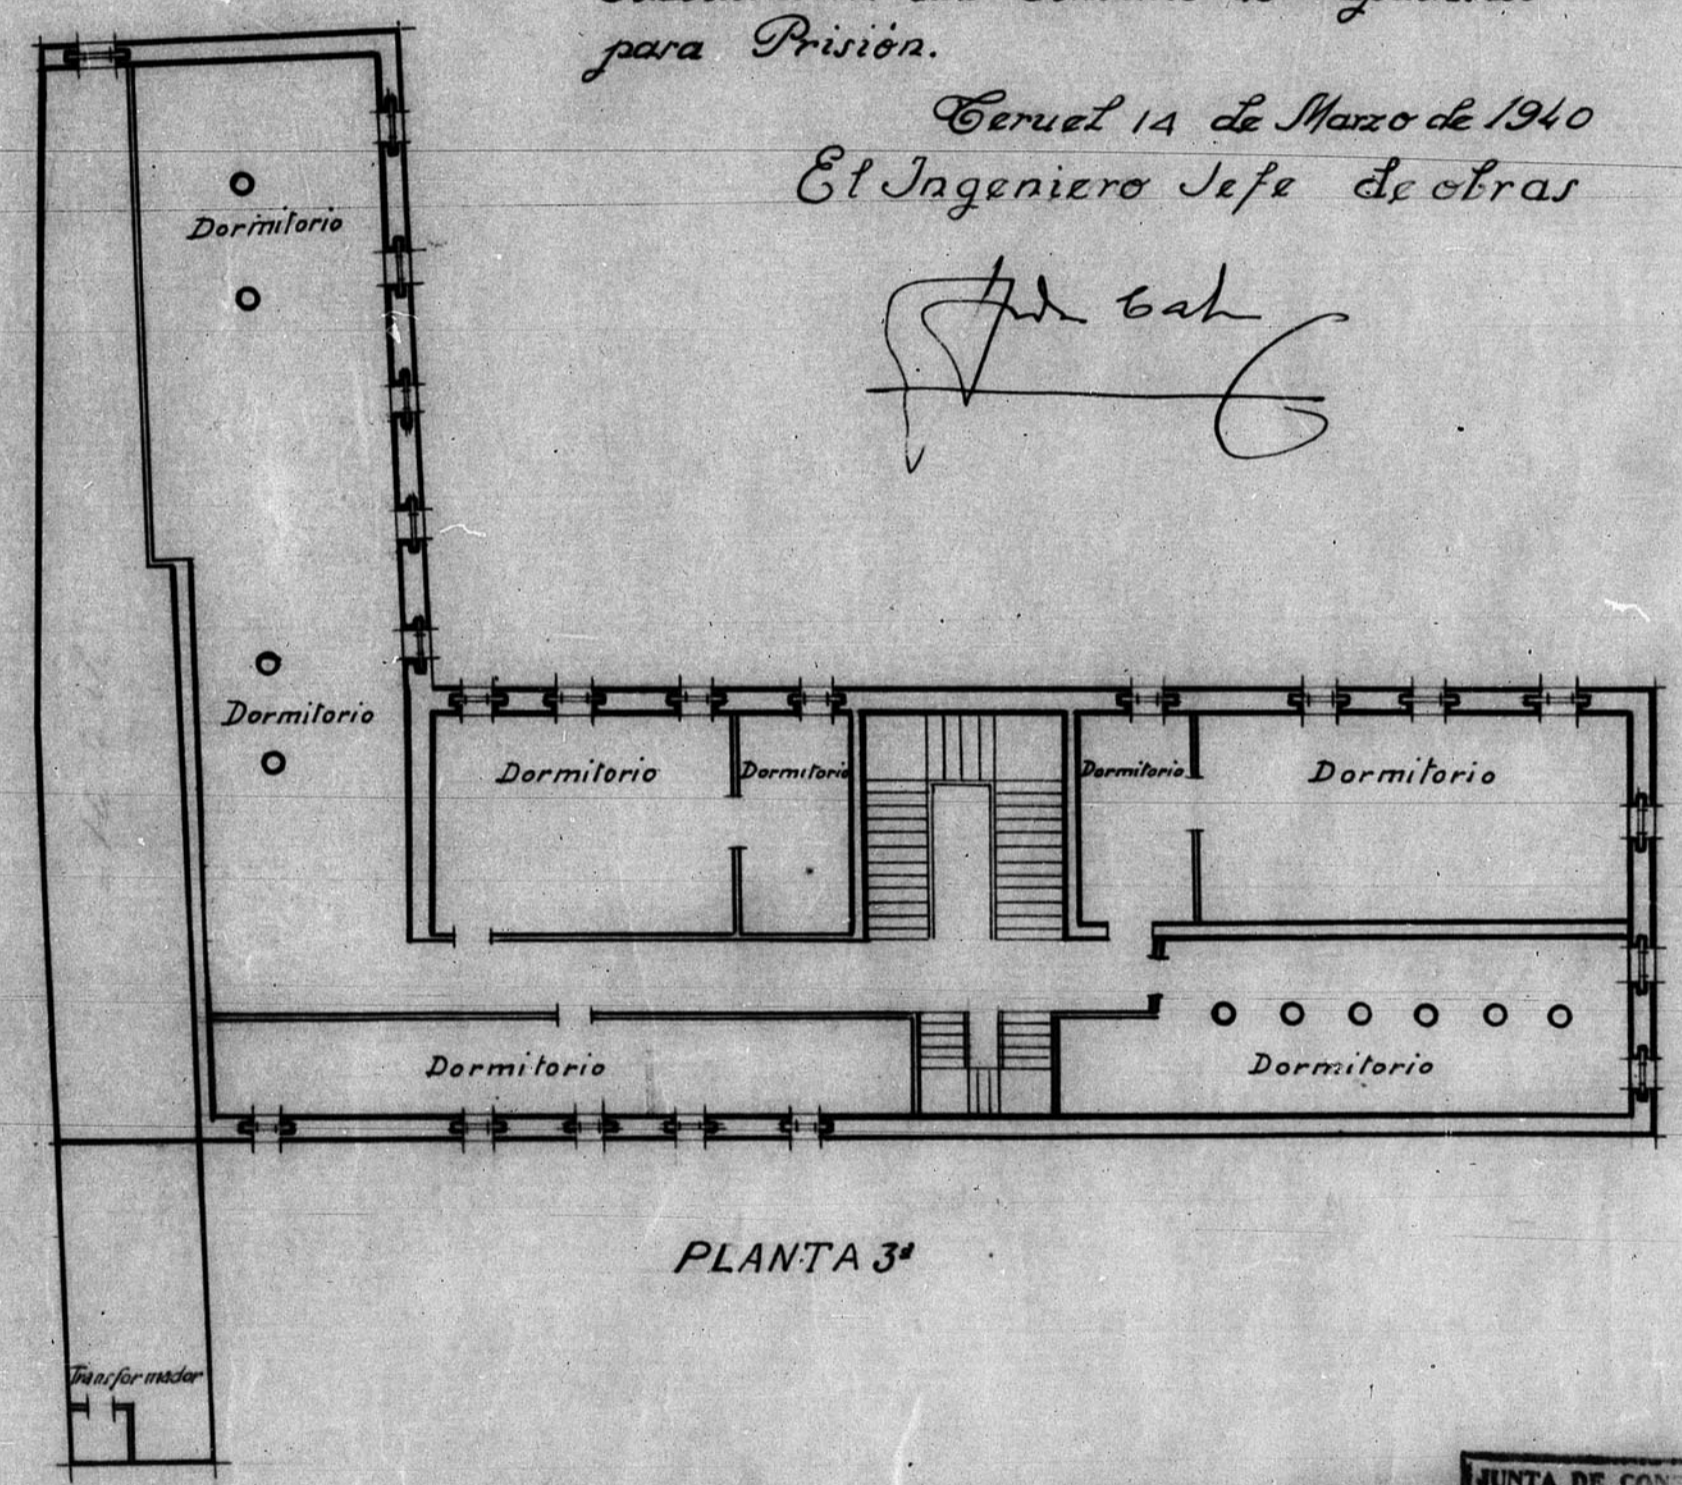 para Prisión.
Teruel 14 de Marzo de 1940
El Ingeniero Jefe de obras
Dormitorio
Dormitorio
Dormitorio
Dormitorio
Dormitorio
Dormitorio
Dormitorio
Dormitorio
PLANTA 3ª
Transformador
JUNTA DE